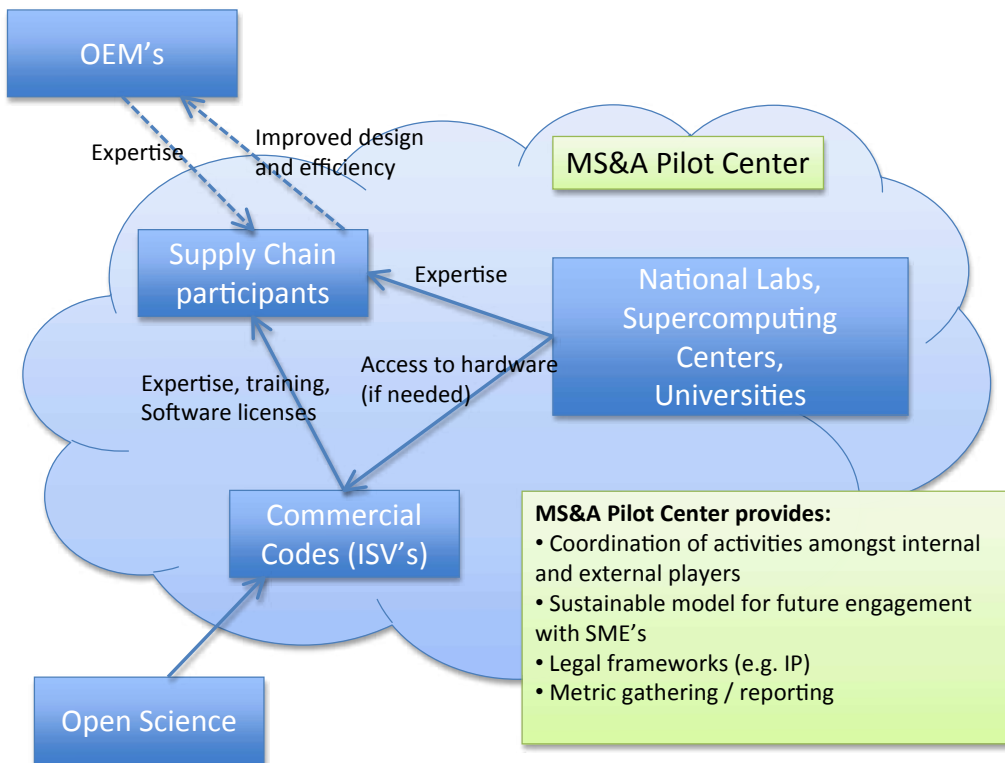 OEM's
Expertise
Improved design
and efficiency
MS&A Pilot Center
Supply Chain
participants
Expertise
National Labs,
Supercomputing
Centers,
Universities
Access to hardware
(if needed)
Expertise, training,
Software licenses
Commercial
Codes (ISV's)
MS&A Pilot Center provides:
• Coordination of activities amongst internal
and external players
• Sustainable model for future engagement
with SME's
• Legal frameworks (e.g. IP)
• Metric gathering / reporting
Open Science